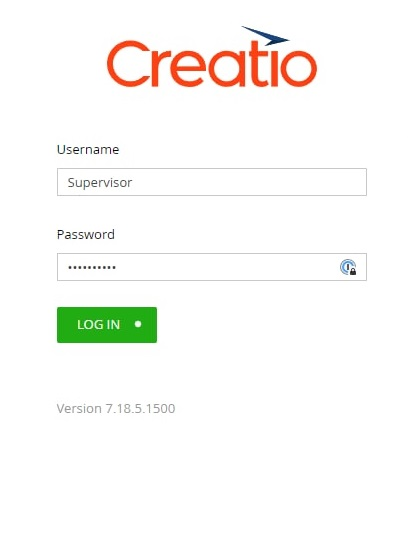 Creatio
Username
Supervisor
Password
••••••••••
LOG IN
Version 7.18.5.1500